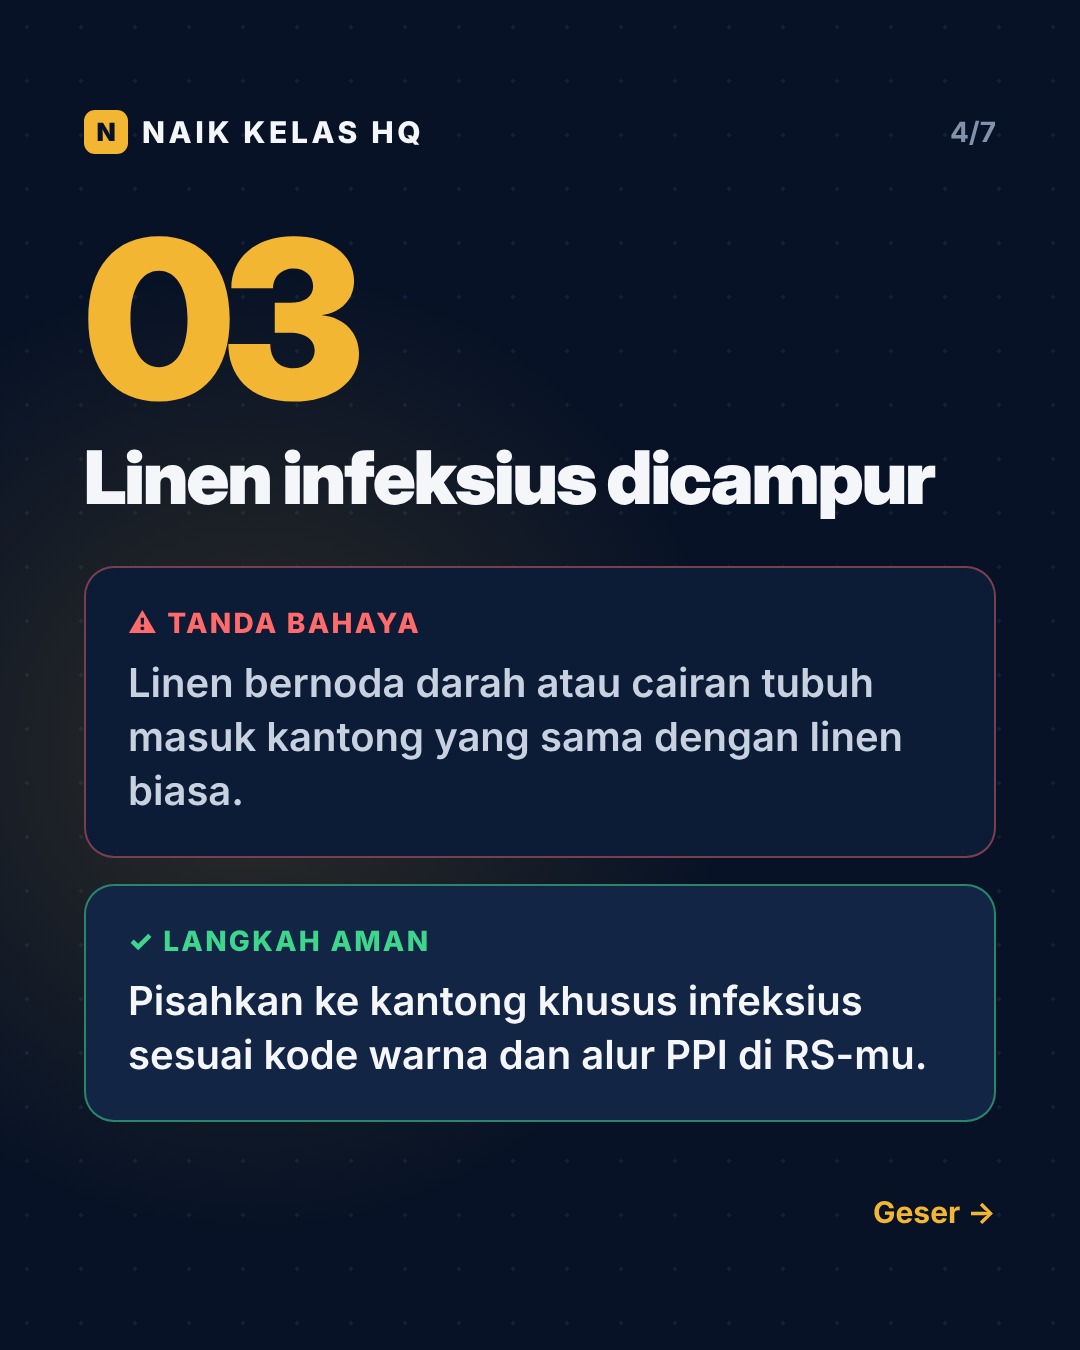 N NAIK KELAS HQ
4/7
03
Linen infeksius dicampur
⚠ TANDA BAHAYA
Linen bernoda darah atau cairan tubuh
masuk kantong yang sama dengan linen
biasa.
✓ LANGKAH AMAN
Pisahkan ke kantong khusus infeksius
sesuai kode warna dan alur PPI di RS-mu.
Geser →